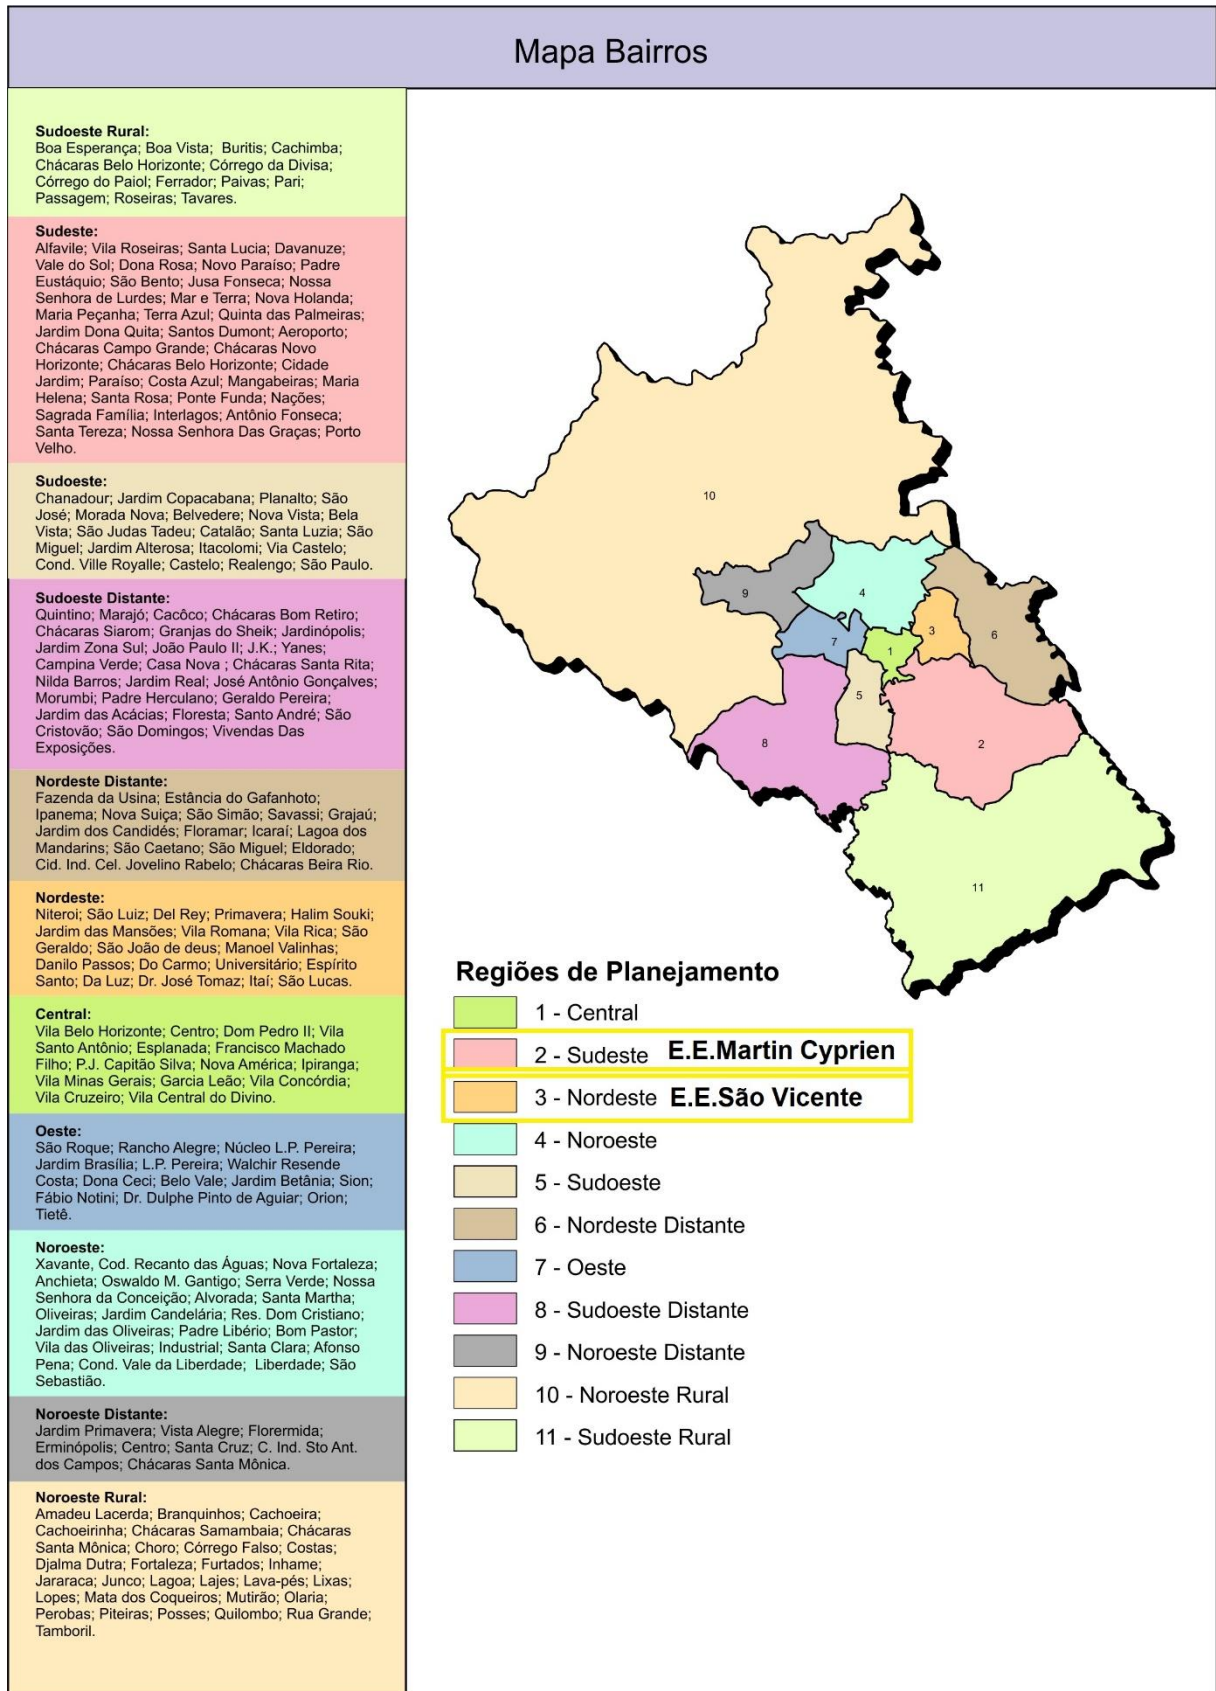 Mapa Bairros
Sudoeste Rural:
Boa Esperança; Boa Vista; Buritis; Cachimba;
Chácaras Belo Horizonte; Córrego da Divisa;
Córrego do Paiol; Ferrador; Paivas; Pari;
Passagem; Roseiras; Tavares.
Sudeste:
Alfavile; Vila Roseiras; Santa Lucia; Davanuze;
Vale do Sol; Dona Rosa; Novo Paraíso; Padre
Eustáquio; São Bento; Jusa Fonseca; Nossa
Senhora de Lurdes; Mar e Terra; Nova Holanda;
Maria Peçanha; Terra Azul; Quinta das Palmeiras;
Jardim Dona Quita; Santos Dumont; Aeroporto;
Chácaras Campo Grande; Chácaras Novo
Horizonte; Chácaras Belo Horizonte; Cidade
Jardim; Paraíso; Costa Azul; Mangabeiras; Maria
Helena; Santa Rosa; Ponte Funda; Nações;
Sagrada Família; Interlagos; Antônio Fonseca;
Santa Tereza; Nossa Senhora Das Graças; Porto
Velho.
Sudoeste:
Chanadour; Jardim Copacabana; Planalto; São
José; Morada Nova; Belvedere; Nova Vista; Bela
Vista; São Judas Tadeu; Catalão; Santa Luzia; São
Miguel; Jardim Alterosa; Itacolomi; Via Castelo;
Cond. Ville Royalle; Castelo; Realengo; São Paulo.
Sudoeste Distante:
Quintino; Marajó; Cacôco; Chácaras Bom Retiro;
Chácaras Siarom; Granjas do Sheik; Jardinópolis;
Jardim Zona Sul; João Paulo II; J.K.; Yanes;
Campina Verde; Casa Nova ; Chácaras Santa Rita;
Nilda Barros; Jardim Real; José Antônio Gonçalves;
Morumbi; Padre Herculano; Geraldo Pereira;
Jardim das Acácias; Floresta; Santo André; São
Cristovão; São Domingos; Vivendas Das
Exposições.
Nordeste Distante:
Fazenda da Usina; Estância do Gafanhoto;
Ipanema; Nova Suiça; São Simão; Savassi; Grajaú;
Jardim dos Candidés; Floramar; Icaraí; Lagoa dos
Mandarins; São Caetano; São Miguel; Eldorado;
Cid. Ind. Cel. Jovelino Rabelo; Chácaras Beira Rio.
Nordeste:
Niteroi; São Luiz; Del Rey; Primavera; Halim Souki;
Jardim das Mansões; Vila Romana; Vila Rica; São
Geraldo; São João de deus; Manoel Valinhas;
Danilo Passos; Do Carmo; Universitário; Espírito
Santo; Da Luz; Dr. José Tomaz; Itaí; São Lucas.
Central:
Vila Belo Horizonte; Centro; Dom Pedro II; Vila
Santo Antônio; Esplanada; Francisco Machado
Filho; P.J. Capitão Silva; Nova América; Ipiranga;
Vila Minas Gerais; Garcia Leão; Vila Concórdia;
Vila Cruzeiro; Vila Central do Divino.
Oeste:
São Roque; Rancho Alegre; Núcleo L.P. Pereira;
Jardim Brasília; L.P. Pereira; Walchir Resende
Costa; Dona Ceci; Belo Vale; Jardim Betânia; Sion;
Fábio Notini; Dr. Dulphe Pinto de Aguiar; Orion;
Tietê.
Noroeste:
Xavante, Cod. Recanto das Águas; Nova Fortaleza;
Anchieta; Oswaldo M. Gantigo; Serra Verde; Nossa
Senhora da Conceição; Alvorada; Santa Martha;
Oliveiras; Jardim Candelária; Res. Dom Cristiano;
Jardim das Oliveiras; Padre Libério; Bom Pastor;
Vila das Oliveiras; Industrial; Santa Clara; Afonso
Pena; Cond. Vale da Liberdade; Liberdade; São
Sebastião.
Noroeste Distante:
Jardim Primavera; Vista Alegre; Florermida;
Erminópolis; Centro; Santa Cruz; C. Ind. Sto Ant.
dos Campos; Chácaras Santa Mônica.
Noroeste Rural:
Amadeu Lacerda; Branquinhos; Cachoeira;
Cachoeirinha; Chácaras Samambaia; Chácaras
Santa Mônica; Choro; Córrego Falso; Costas;
Djalma Dutra; Fortaleza; Furtados; Inhame;
Jararaca; Junco; Lagoa; Lajes; Lava-pés; Lixas;
Lopes; Mata dos Coqueiros; Mutirão; Olaria;
Perobas; Piteiras; Posses; Quilombo; Rua Grande;
Tamboril.
10
9
4
3
6
7
1
5
8
2
11
Regiões de Planejamento
1 - Central
2 - Sudeste E.E.Martin Cyprien
3 - Nordeste E.E.São Vicente
4 - Noroeste
5 - Sudoeste
6 - Nordeste Distante
7 - Oeste
8 - Sudoeste Distante
9 - Noroeste Distante
10 - Noroeste Rural
11 - Sudoeste Rural